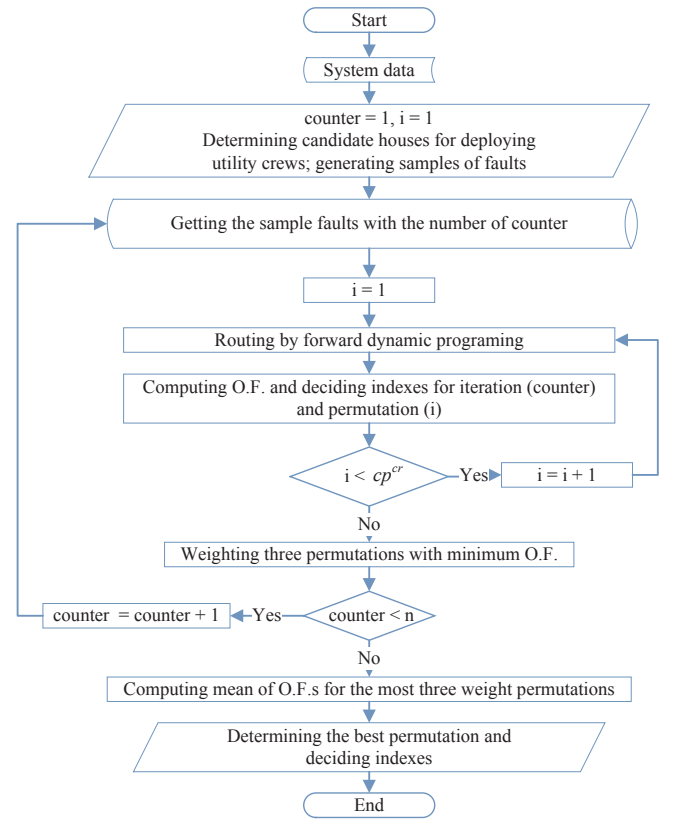 Start
System data
counter = 1, i = 1
Determining candidate houses for deploying
utility crews; generating samples of faults
Getting the sample faults with the number of counter
i = 1
Routing by forward dynamic programing
Computing O.F. and deciding indexes for iteration (counter)
and permutation (i)
i < cp^cr
Yes
i = i + 1
No
Weighting three permutations with minimum O.F.
counter < n
Yes
counter = counter + 1
No
Computing mean of O.F.s for the most three weight permutations
Determining the best permutation and
deciding indexes
End